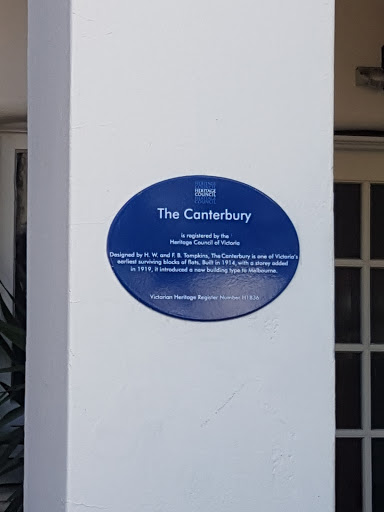 HERITAGE
COUNCIL
The Canterbury
is registered by the
Heritage Council of Victoria
Designed by H. W. and F. B. Tompkins, The Canterbury is one of Victoria's
earliest surviving blocks of flats. Built in 1914, with a storey added
in 1919, it introduced a new building type to Melbourne.
Victorian Heritage Register Number H1836